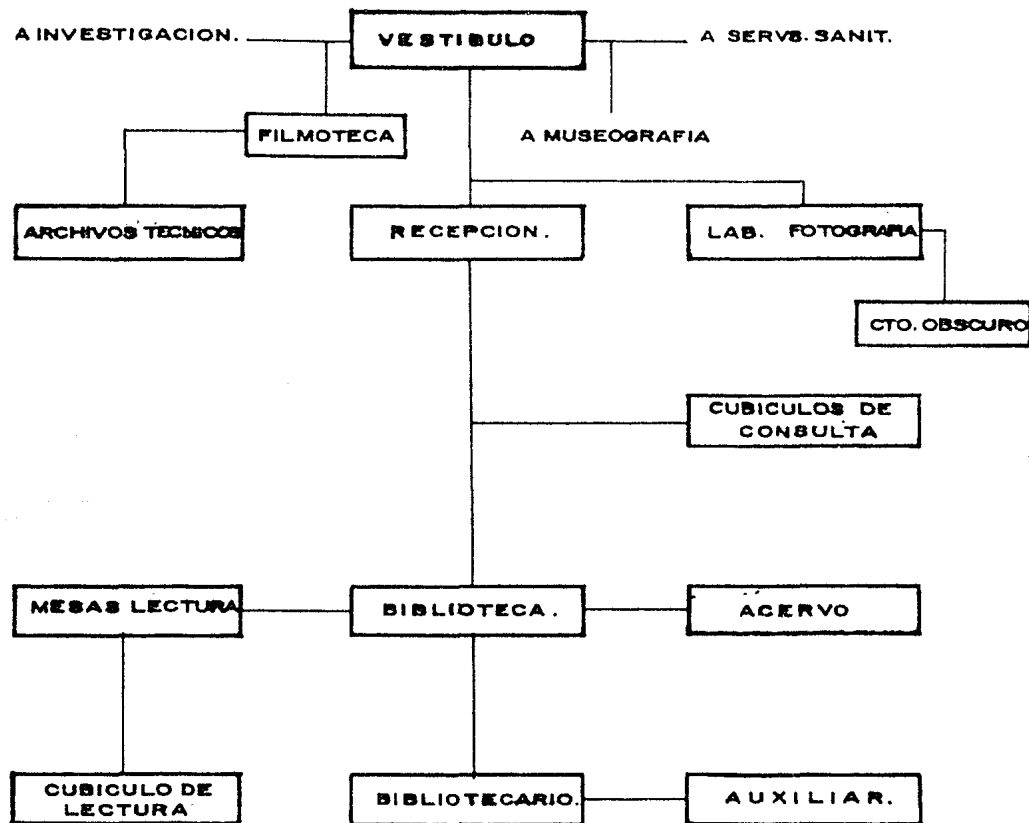 A INVESTIGACION.
VESTIBULO
A SERVS. SANIT.
FILMOTECA
A MUSEOGRAFIA
ARCHIVOS TECNICOS
RECEPCION.
LAB. FOTOGRAFIA
CTO. OBSCURO
CUBICULOS DE
CONSULTA
MESAS LECTURA
BIBLIOTECA.
ACERVO
CUBICULO DE
LECTURA
BIBLIOTECARIO.
AUXILIAR.